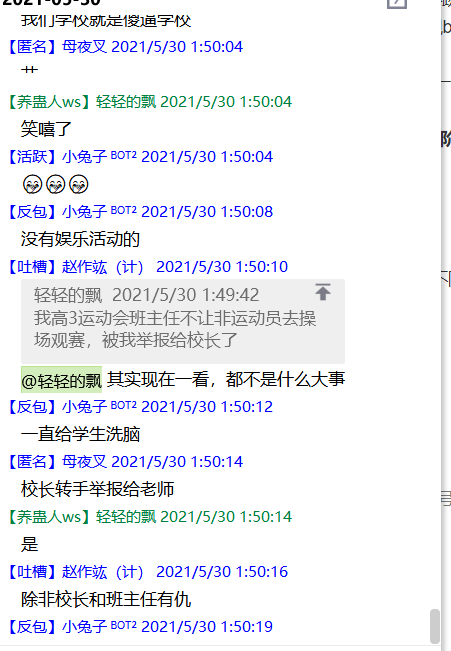 2021-05-30
我们学校就是傻逼学校
【匿名】母夜叉 2021/5/30 1:50:04
艹
【养蛊人ws】轻轻的飘 2021/5/30 1:50:04
笑嘻了
【活跃】小兔子 BOT² 2021/5/30 1:50:04
【反包】小兔子 BOT² 2021/5/30 1:50:08
没有娱乐活动的
【吐槽】赵作竑（计） 2021/5/30 1:50:10
轻轻的飘 2021/5/30 1:49:42
我高3运动会班主任不让非运动员去操
场观赛，被我举报给校长了
@轻轻的飘 其实现在一看，都不是什么大事
【反包】小兔子 BOT² 2021/5/30 1:50:12
一直给学生洗脑
【匿名】母夜叉 2021/5/30 1:50:14
校长转手举报给老师
【养蛊人ws】轻轻的飘 2021/5/30 1:50:14
是
【吐槽】赵作竑（计） 2021/5/30 1:50:16
除非校长和班主任有仇
【反包】小兔子 BOT² 2021/5/30 1:50:19